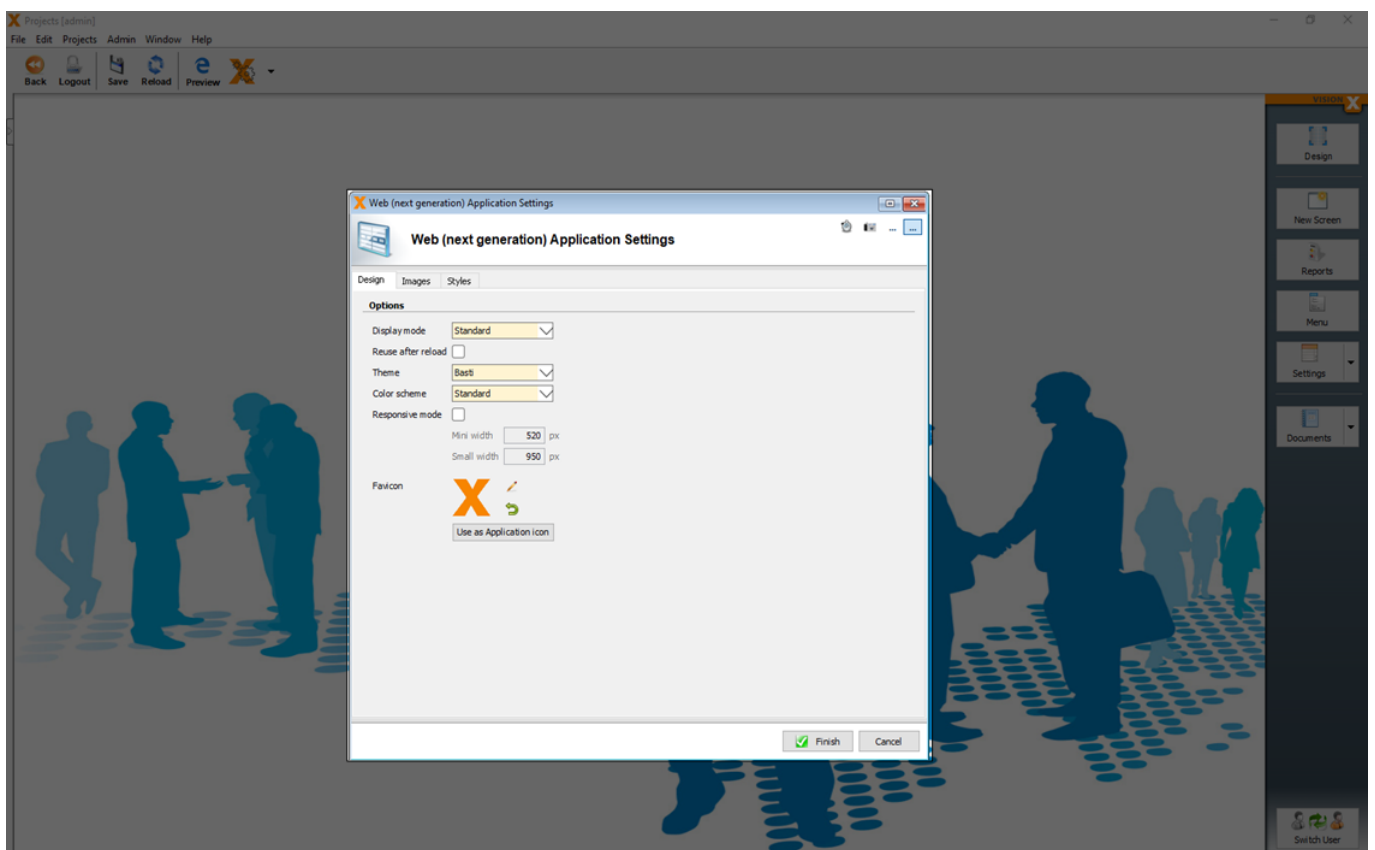 Projects [admin]
File Edit Projects Admin Window Help
Back Logout Save Reload Preview
VISION X
Design
New Screen
Reports
Menu
Settings
Documents
Switch User
Web (next generation) Application Settings
Web (next generation) Application Settings
... ...
Design Images Styles
Options
Display mode Standard
Reuse after reload
Theme Basti
Color scheme Standard
Responsive mode
Mini width 520 px
Small width 950 px
Favicon
Use as Application icon
Finish Cancel